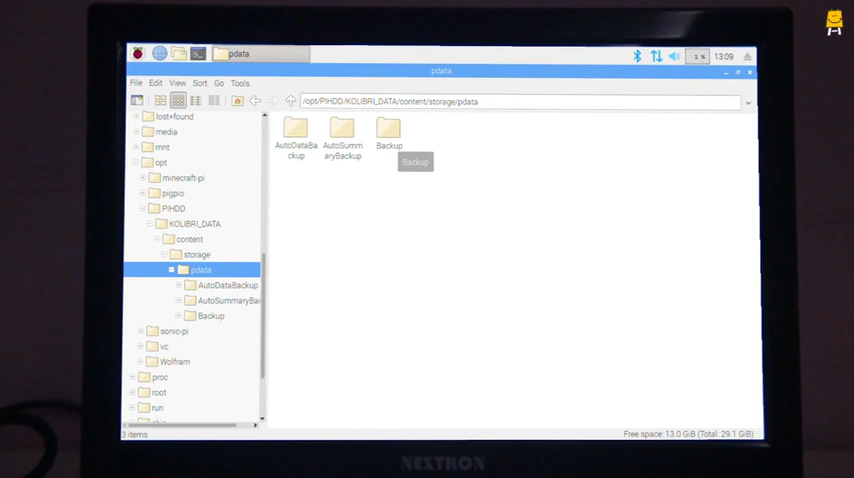 pdata
1 %
13:09
pdata
File Edit View Sort Go Tools
/opt/PIHDD/KOLIBRI_DATA/content/storage/pdata
lost+found
media
mnt
opt
minecraft-pi
pigpio
PIHDD
KOLIBRI_DATA
content
storage
pdata
AutoDataBackup
AutoSummaryBac
Backup
sonic-pi
vc
Wolfram
proc
root
run
AutoDataBa
ckup
AutoSumm
aryBackup
Backup
Backup
3 items
Free space: 13.0 GiB (Total: 29.1 GiB)
NEXTRON